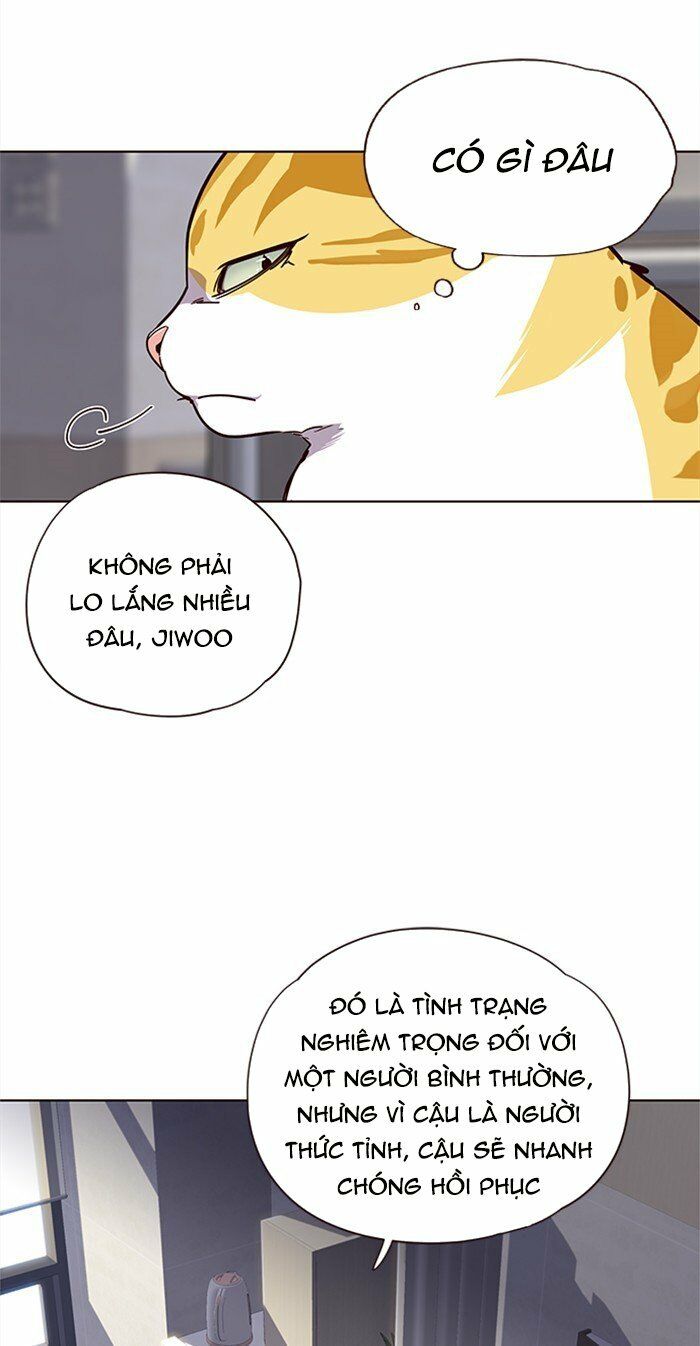 CÓ GÌ ĐÂU
KHÔNG PHẢI
LO LẮNG NHIỀU
ĐÂU, JIWOO
ĐÓ LÀ TÌNH TRẠNG
NGHIÊM TRỌNG ĐỐI VỚI
MỘT NGƯỜI BÌNH THƯỜNG,
NHƯNG VÌ CẬU LÀ NGƯỜI
THỨC TỈNH, CẬU SẼ NHANH
CHÓNG HỒI PHỤC